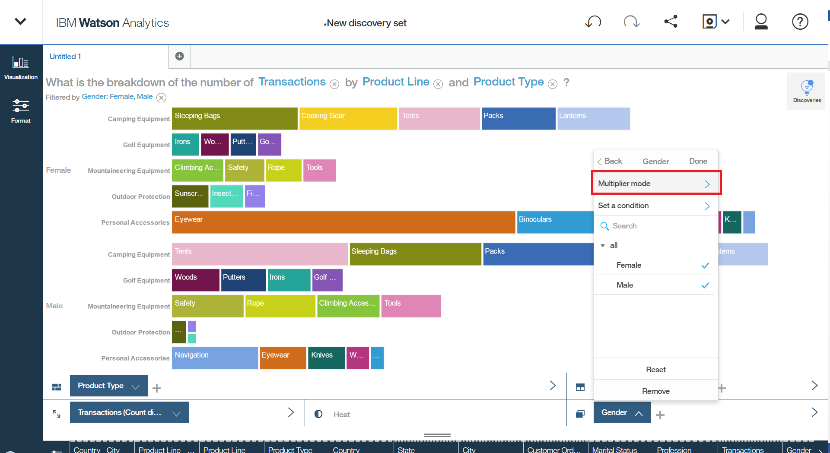 IBM Watson Analytics
New discovery set
Untitled 1
Visualization
Format
What is the breakdown of the number of Transactions by Product Line and Product Type ?
Filtered by Gender: Female, Male
Discoveries
Female
Camping Equipment
Sleeping Bags
Cooking Gear
Tents
Packs
Lanterns
Golf Equipment
Irons
Wo...
Putt...
Go...
Mountaineering Equipment
Climbing Ac...
Safety
Rope
Tools
Outdoor Protection
Sunscr...
Insect...
Fi...
Personal Accessories
Eyewear
Binoculars
K...
Male
Camping Equipment
Tents
Sleeping Bags
Packs
Golf Equipment
Woods
Putters
Irons
Golf ...
Mountaineering Equipment
Safety
Rope
Climbing Acces...
Tools
Outdoor Protection
...
Personal Accessories
Navigation
Eyewear
Knives
W...
...
Back
Gender
Done
Multiplier mode
Set a condition
Search
all
Female
Male
Reset
Remove
Product Type
Transactions (Count di...
Heat
Gender
Country
City
Product Line ...
Product Line
Product Type
Country
State
City
Customer Ord...
Marital Status
Profession
Transactions
Gender